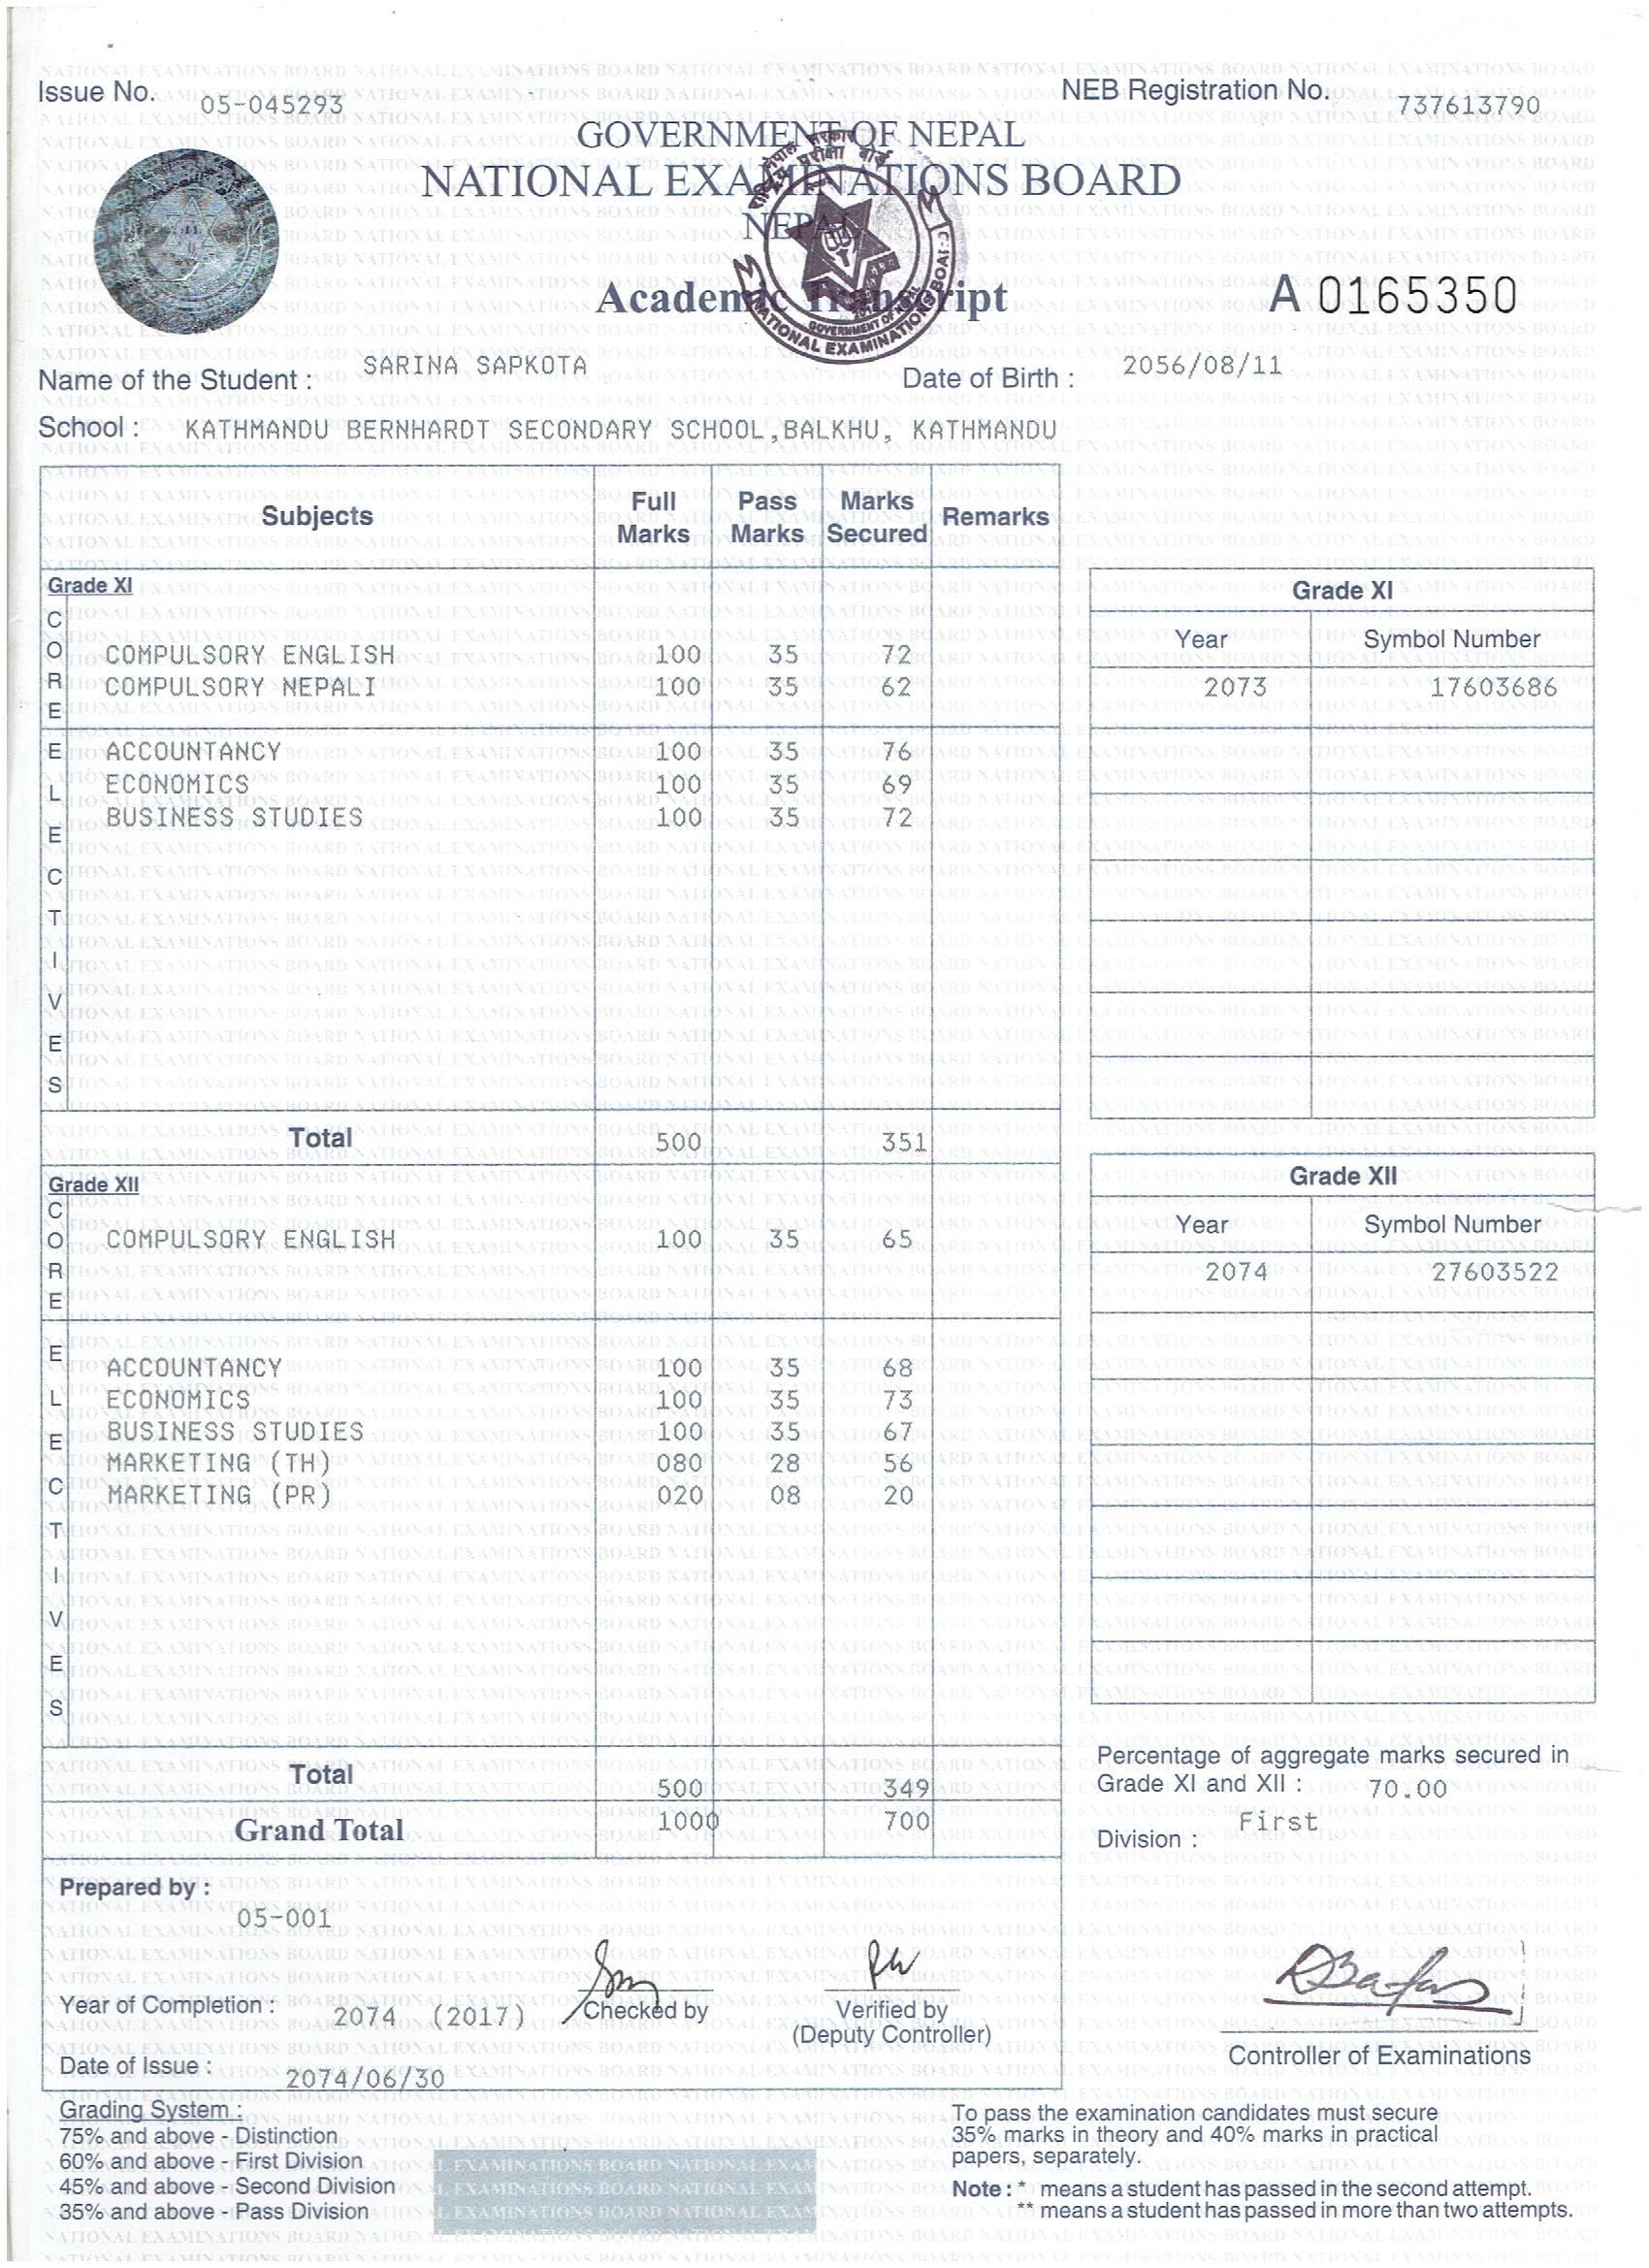 Issue No. 05-045293
NEB Registration No. 737613790
GOVERNMENT OF NEPAL
NATIONAL EXAMINATIONS BOARD
NEPAL
Academic Transcript
A 0165350
Name of the Student : SARINA SAPKOTA
Date of Birth : 2056/08/11
School : KATHMANDU BERNHARDT SECONDARY SCHOOL,BALKHU, KATHMANDU
Subjects Full Marks Pass Marks Marks Secured Remarks
Grade XI
CORE
COMPULSORY ENGLISH 100 35 72
COMPULSORY NEPALI 100 35 62
ELECTIVES
ACCOUNTANCY 100 35 76
ECONOMICS 100 35 69
BUSINESS STUDIES 100 35 72
Total 500 351
Grade XI
Year Symbol Number
2073 17603686
Grade XII
CORE
COMPULSORY ENGLISH 100 35 65
ELECTIVES
ACCOUNTANCY 100 35 68
ECONOMICS 100 35 73
BUSINESS STUDIES 100 35 67
MARKETING (TH) 080 28 56
MARKETING (PR) 020 08 20
Total 500 349
Grand Total 1000 700
Grade XII
Year Symbol Number
2074 27603522
Percentage of aggregate marks secured in
Grade XI and XII : 70.00
Division : First
Prepared by :
05-001
Year of Completion : 2074 (2017)
Checked by
Verified by
(Deputy Controller)
Controller of Examinations
Date of Issue : 2074/06/30
Grading System :
75% and above - Distinction
60% and above - First Division
45% and above - Second Division
35% and above - Pass Division
To pass the examination candidates must secure
35% marks in theory and 40% marks in practical
papers, separately.
Note : * means a student has passed in the second attempt.
** means a student has passed in more than two attempts.